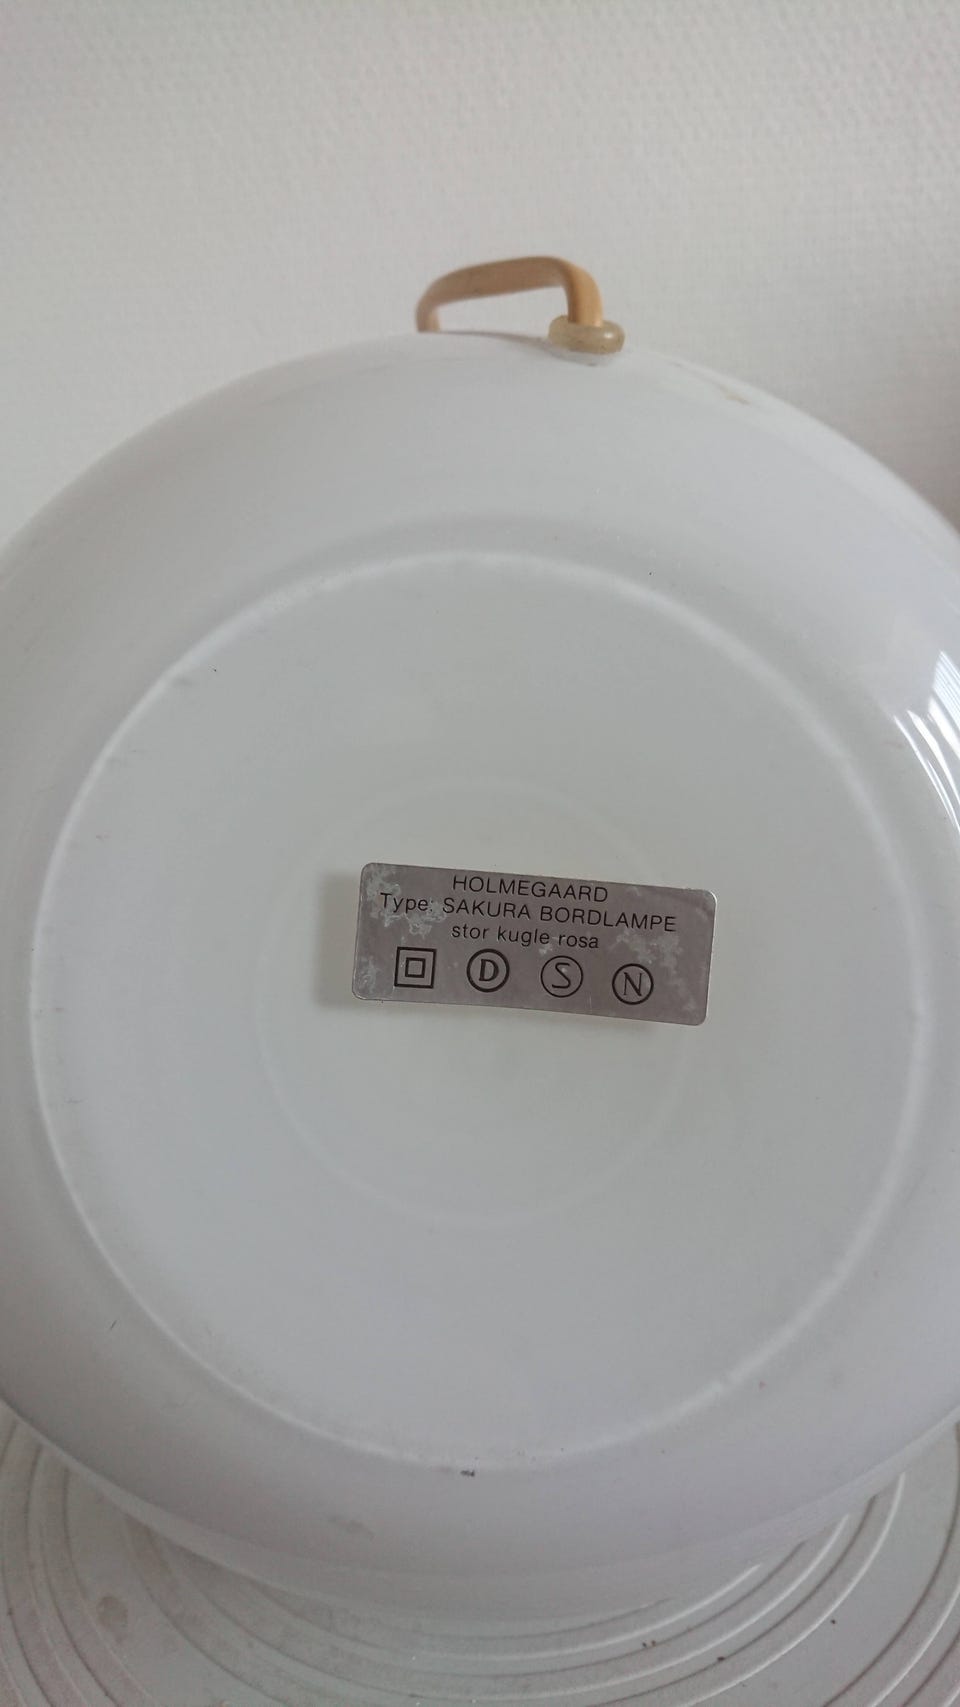 HOLMEGAARD
Type: SAKURA BORDLAMPE
stor kugle rosa
D S N